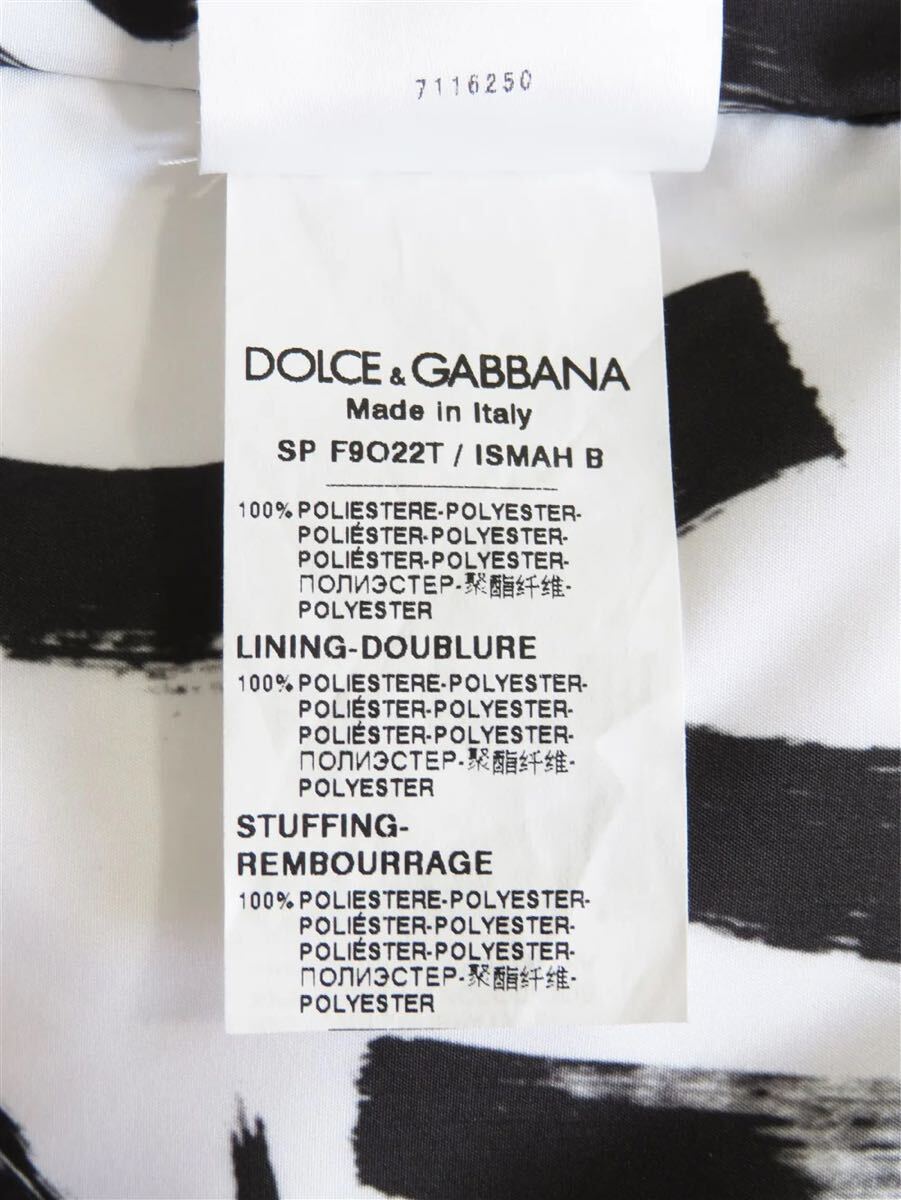 7116250
DOLCE & GABBANA
Made in Italy
SP F9O22T / ISMAH B
100% POLIESTERE-POLYESTER-
POLIÉSTER-POLYESTER-
POLIÉSTER-POLYESTER-
ПОЛИЭСТЕР-聚酯纤维-
POLYESTER
LINING-DOUBLURE
100% POLIESTERE-POLYESTER-
POLIÉSTER-POLYESTER-
POLIÉSTER-POLYESTER-
ПОЛИЭСТЕР-聚酯纤维-
POLYESTER
STUFFING-
REMBOURRAGE
100% POLIESTERE-POLYESTER-
POLIÉSTER-POLYESTER-
POLIÉSTER-POLYESTER-
ПОЛИЭСТЕР-聚酯纤维-
POLYESTER